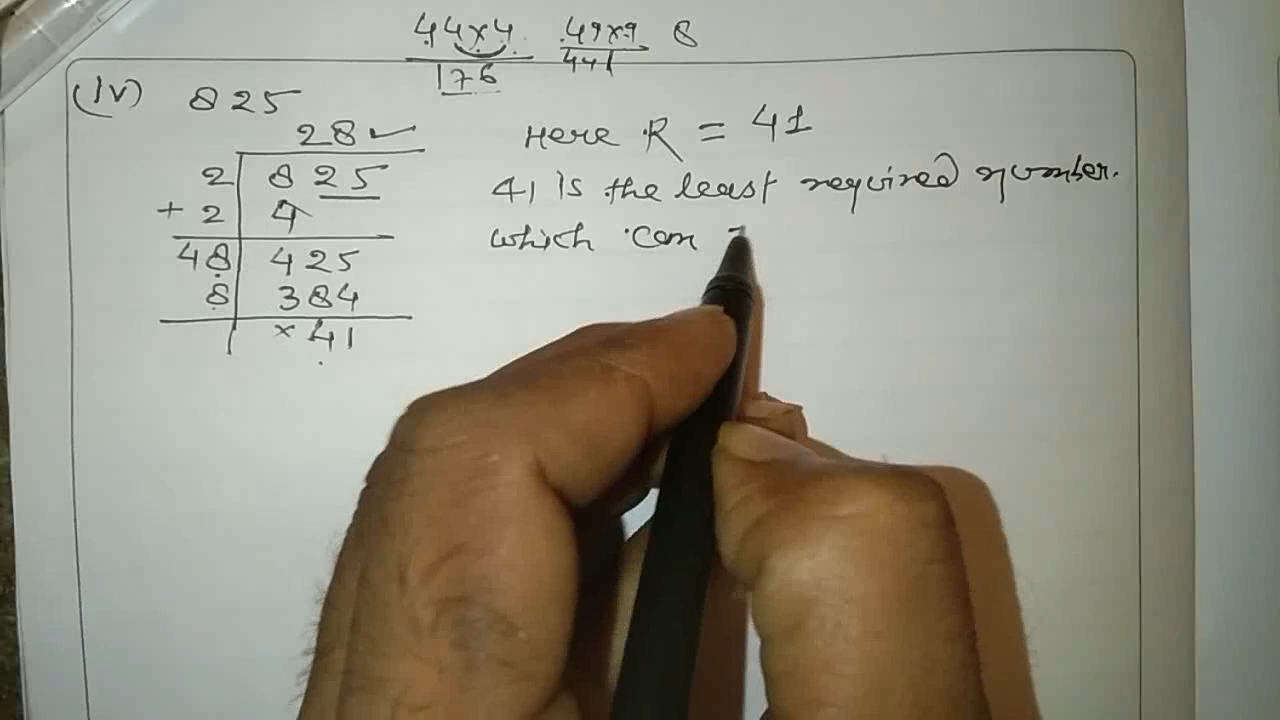 44×4 49×9 8
176 441
(iv) 825
28 ✓
2 825
+ 2 4
48 425
8 384
× 41
Here R = 41
41 is the least required number.
which can